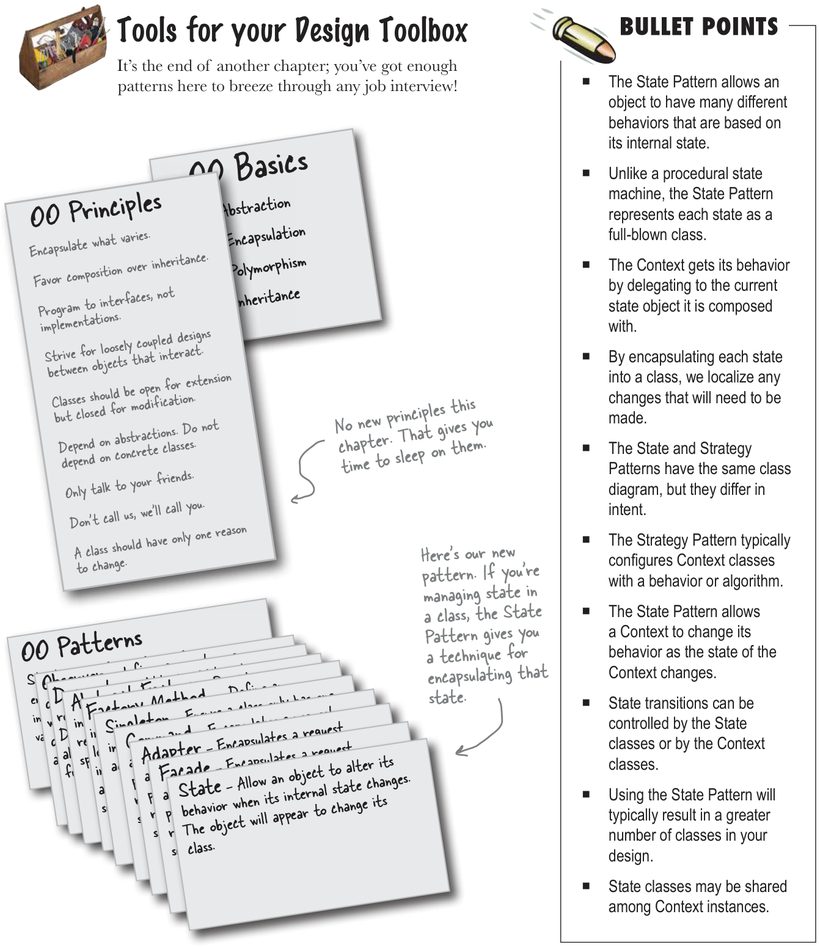 Tools for your Design Toolbox
It's the end of another chapter; you've got enough
patterns here to breeze through any job interview!
OO Basics
Abstraction
Encapsulation
Polymorphism
Inheritance
OO Principles
Encapsulate what varies.
Favor composition over inheritance.
Program to interfaces, not
implementations.
Strive for loosely coupled designs
between objects that interact.
Classes should be open for extension
but closed for modification.
Depend on abstractions. Do not
depend on concrete classes.
Only talk to your friends.
Don't call us, we'll call you.
A class should have only one reason
to change.
No new principles this
chapter. That gives you
time to sleep on them.
Here's our new
pattern. If you're
managing state in
a class, the State
Pattern gives you
a technique for
encapsulating that
state.
OO Patterns
Factory Method
Singleton
Adapter - Encapsulates a request
Facade - Encapsulates a request
State - Allow an object to alter its
behavior when its internal state changes.
The object will appear to change its
class.
BULLET POINTS
▪ The State Pattern allows an
object to have many different
behaviors that are based on
its internal state.
▪ Unlike a procedural state
machine, the State Pattern
represents each state as a
full-blown class.
▪ The Context gets its behavior
by delegating to the current
state object it is composed
with.
▪ By encapsulating each state
into a class, we localize any
changes that will need to be
made.
▪ The State and Strategy
Patterns have the same class
diagram, but they differ in
intent.
▪ The Strategy Pattern typically
configures Context classes
with a behavior or algorithm.
▪ The State Pattern allows
a Context to change its
behavior as the state of the
Context changes.
▪ State transitions can be
controlled by the State
classes or by the Context
classes.
▪ Using the State Pattern will
typically result in a greater
number of classes in your
design.
▪ State classes may be shared
among Context instances.